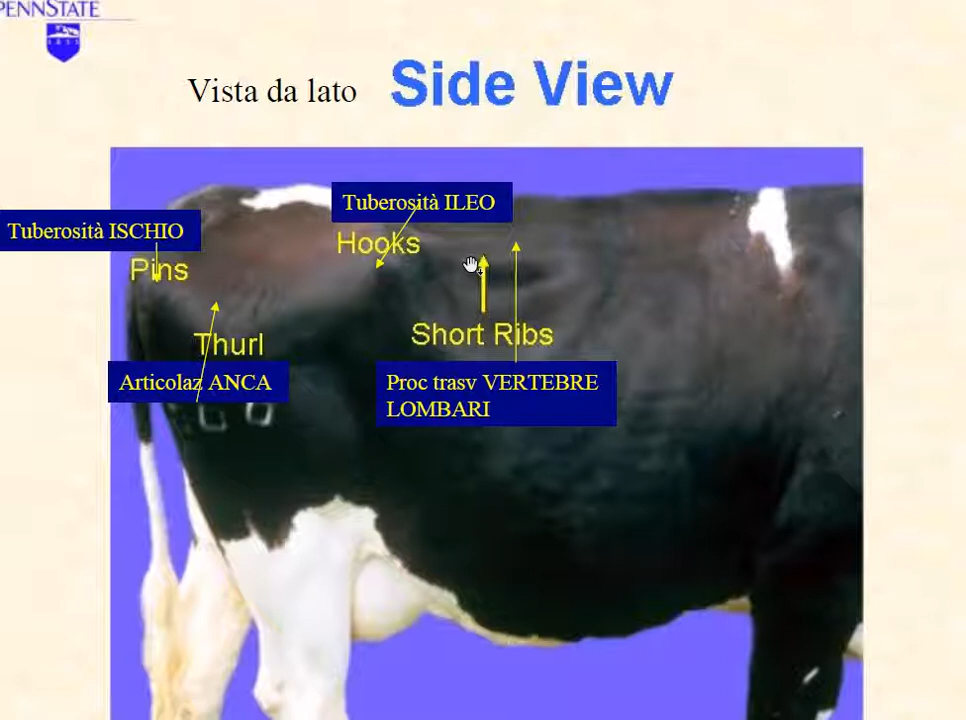 PENNSTATE
1855
Vista da lato Side View
Tuberosità ILEO
Tuberosità ISCHIO
Hooks
Pins
Short Ribs
Thurl
Articolaz ANCA
Proc trasv VERTEBRE
LOMBARI